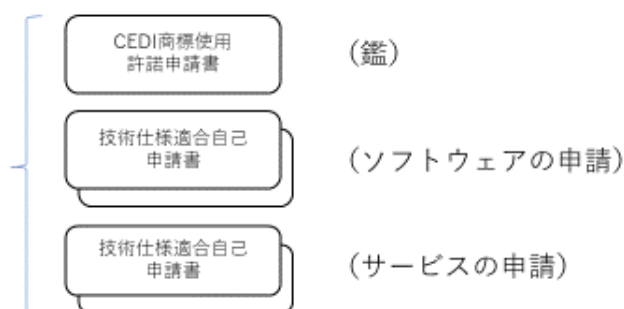 CEDI商標使用
許諾申請書
（鑑）
技術仕様適合自己
申請書
（ソフトウェアの申請）
技術仕様適合自己
申請書
（サービスの申請）